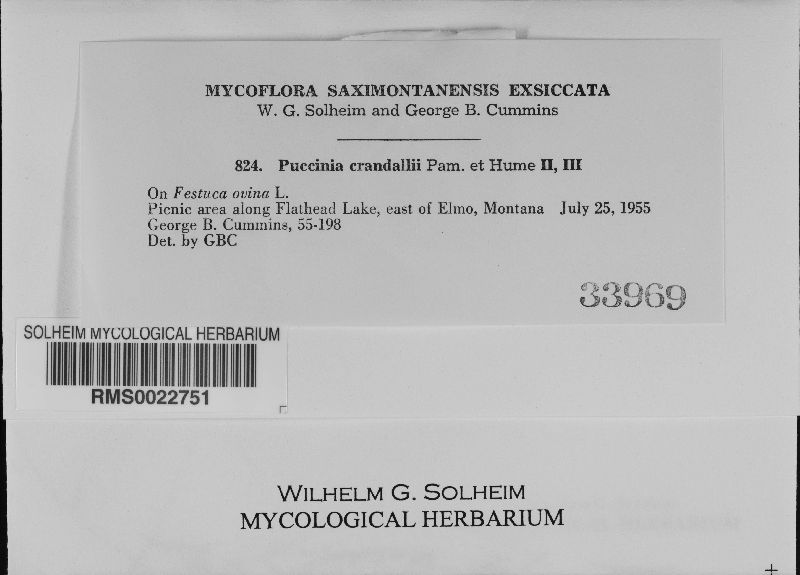 MYCOFLORA SAXIMONTANENSIS EXSICCATA
W. G. Solheim and George B. Cummins
824. Puccinia crandallii Pam. et Hume II, III
On Festuca ovina L.
Picnic area along Flathead Lake, east of Elmo, Montana July 25, 1955
George B. Cummins, 55-198
Det. by GBC
33969
SOLHEIM MYCOLOGICAL HERBARIUM
RMS0022751
WILHELM G. SOLHEIM
MYCOLOGICAL HERBARIUM